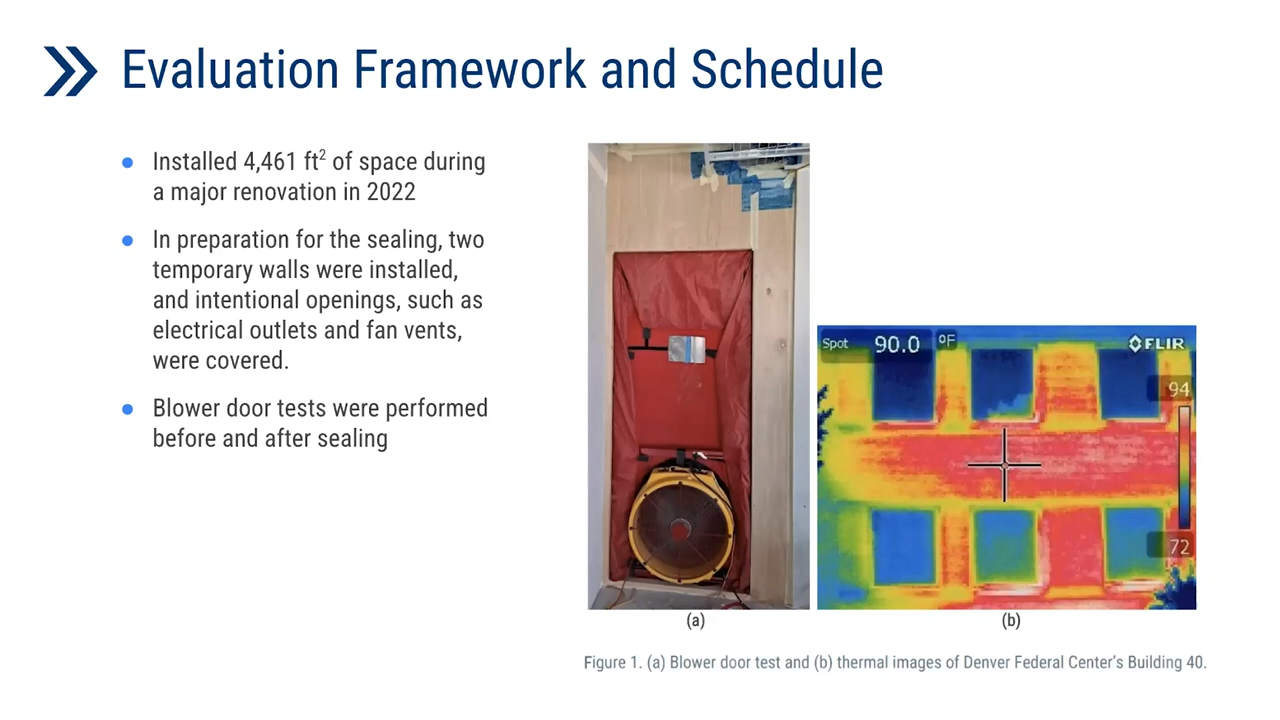 Evaluation Framework and Schedule
● Installed 4,461 ft² of space during
a major renovation in 2022
● In preparation for the sealing, two
temporary walls were installed,
and intentional openings, such as
electrical outlets and fan vents,
were covered.
● Blower door tests were performed
before and after sealing
Spot 90.0 °F
FLIR
94
72
(a)
(b)
Figure 1. (a) Blower door test and (b) thermal images of Denver Federal Center's Building 40.